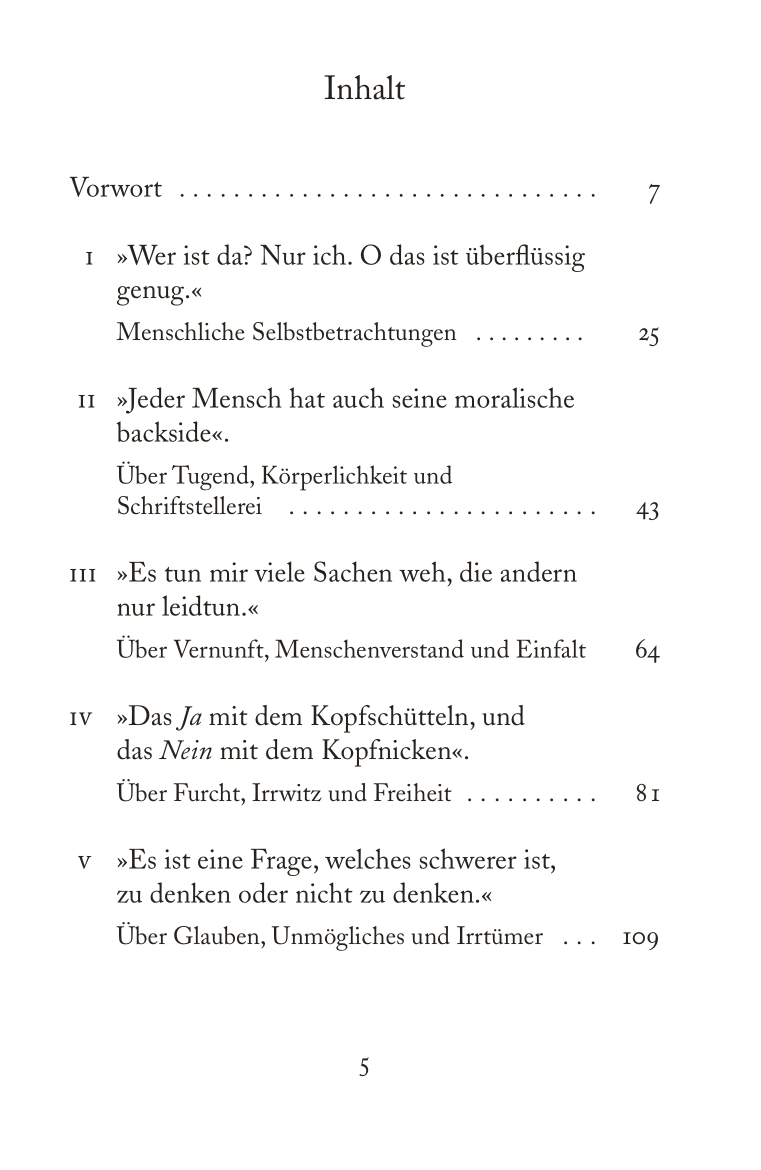 Inhalt
Vorwort . . . . . . . . . . . . . . . . . . . . . . . . . . . . . . . 7
I »Wer ist da? Nur ich. O das ist überflüssig
genug.«
Menschliche Selbstbetrachtungen . . . . . . . . . 25
II »Jeder Mensch hat auch seine moralische
backside«.
Über Tugend, Körperlichkeit und
Schriftstellerei . . . . . . . . . . . . . . . . . . . . . . . 43
III »Es tun mir viele Sachen weh, die andern
nur leidtun.«
Über Vernunft, Menschenverstand und Einfalt 64
IV »Das Ja mit dem Kopfschütteln, und
das Nein mit dem Kopfnicken«.
Über Furcht, Irrwitz und Freiheit . . . . . . . . . . 81
V »Es ist eine Frage, welches schwerer ist,
zu denken oder nicht zu denken.«
Über Glauben, Unmögliches und Irrtümer . . . 109
5